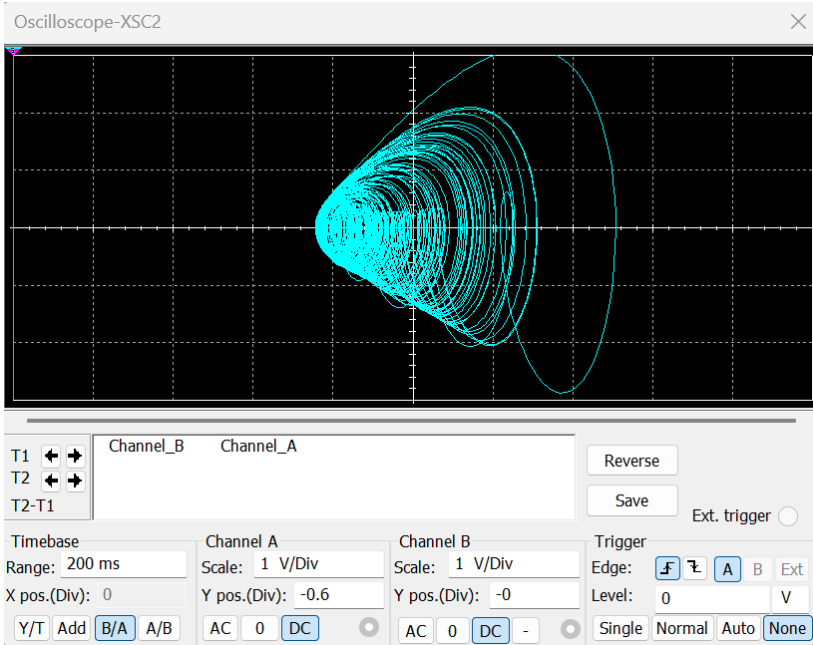 Oscilloscope-XSC2
Channel_B Channel_A
T1
T2
T2-T1
Reverse
Save
Ext. trigger
Timebase
Range: 200 ms
X pos.(Div): 0
Y/T Add B/A A/B
Channel A
Scale: 1 V/Div
Y pos.(Div): -0.6
AC 0 DC
Channel B
Scale: 1 V/Div
Y pos.(Div): -0
AC 0 DC -
Trigger
Edge: A B Ext
Level: 0 V
Single Normal Auto None